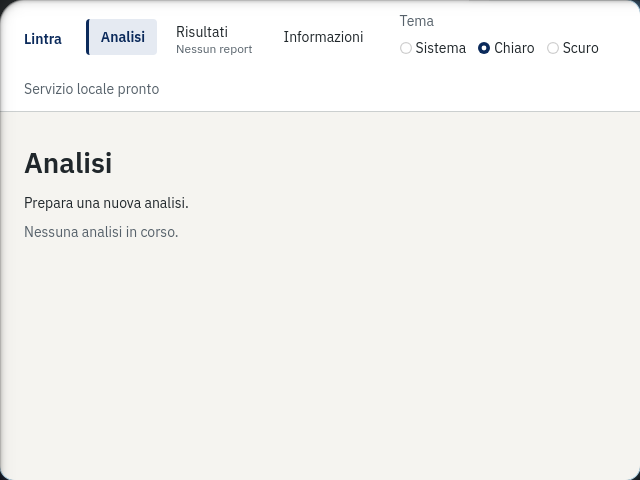 Lintra
Analisi
Risultati
Nessun report
Informazioni
Tema
Sistema
Chiaro
Scuro
Servizio locale pronto
Analisi
Prepara una nuova analisi.
Nessuna analisi in corso.